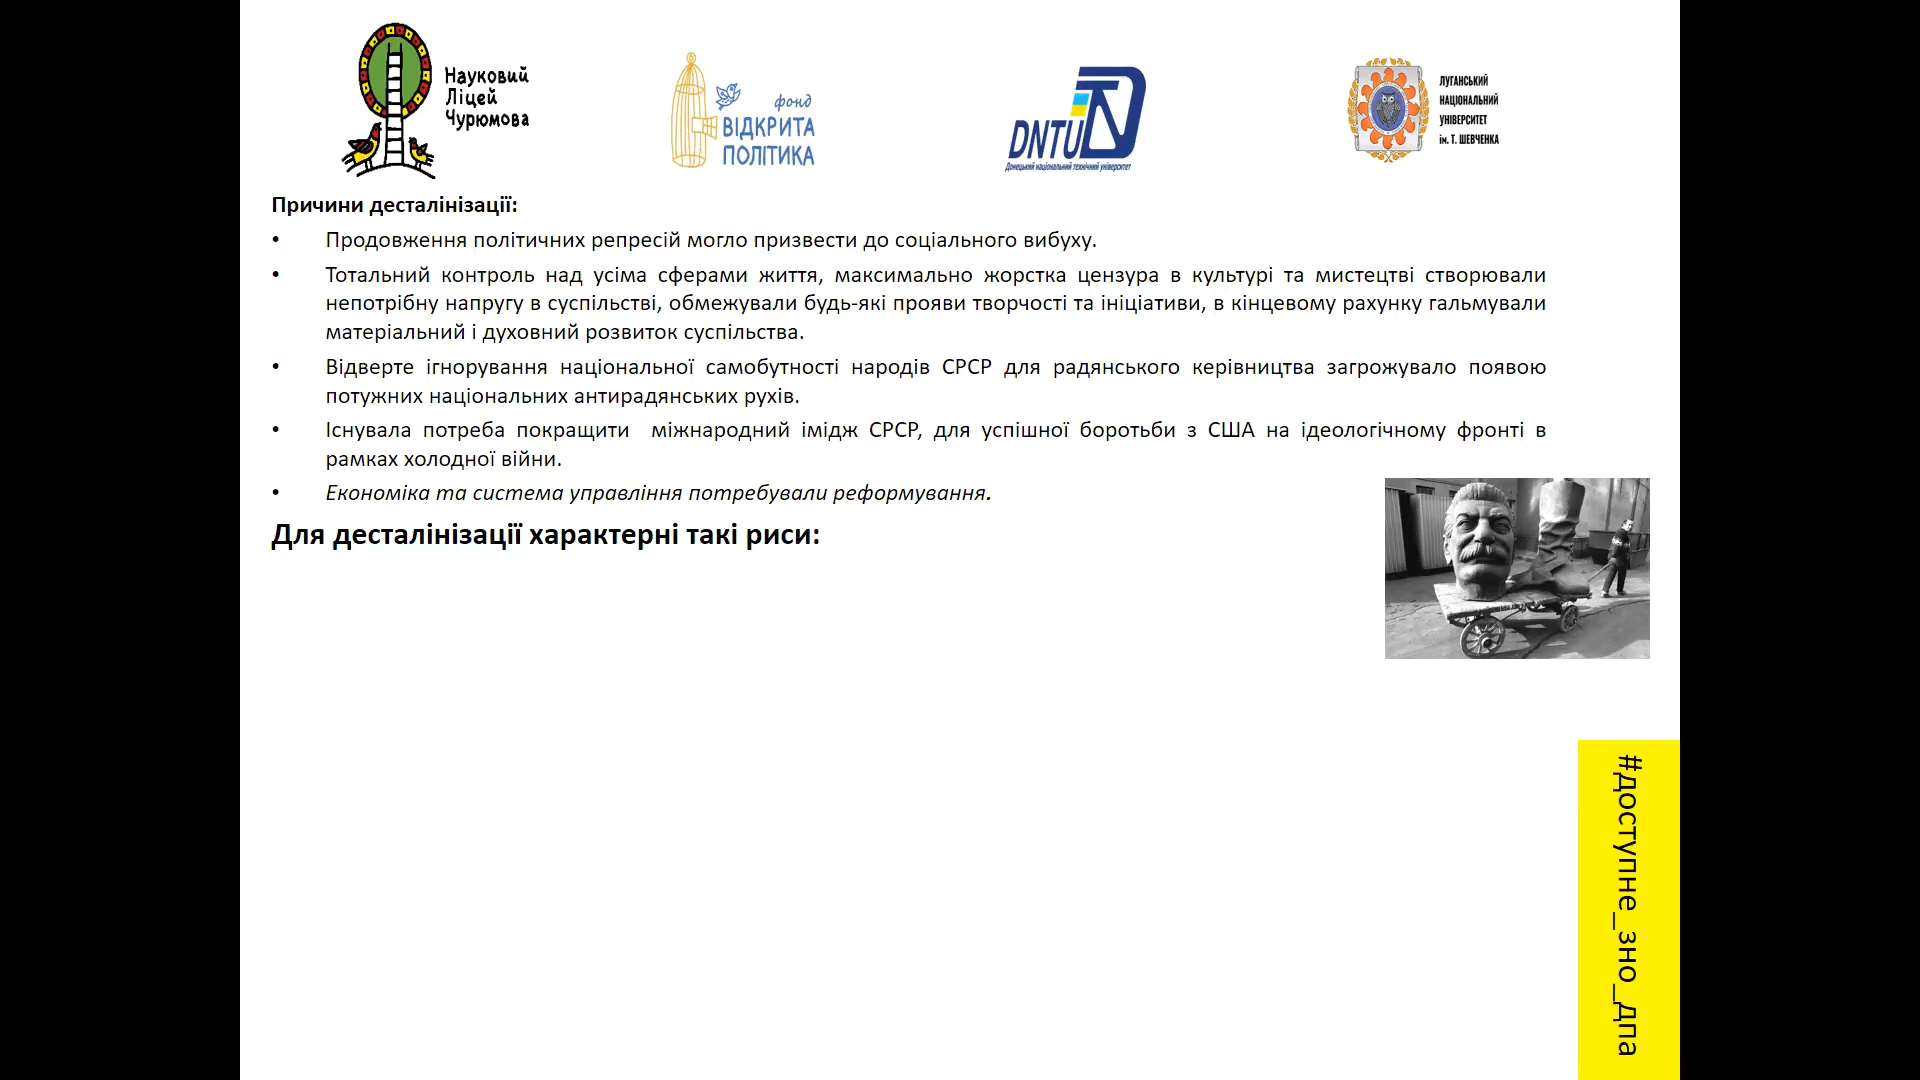 Науковий
Ліцей
Чурюмова
фонд
ВІДКРИТА
ПОЛІТИКА
DNTU
Донецький національний технічний університет
ЛУГАНСЬКИЙ
НАЦІОНАЛЬНИЙ
УНІВЕРСИТЕТ
ім. Т. ШЕВЧЕНКА
Причини десталінізації:
• Продовження політичних репресій могло призвести до соціального вибуху.
• Тотальний контроль над усіма сферами життя, максимально жорстка цензура в культурі та мистецтві створювали
непотрібну напругу в суспільстві, обмежували будь-які прояви творчості та ініціативи, в кінцевому рахунку гальмували
матеріальний і духовний розвиток суспільства.
• Відверте ігнорування національної самобутності народів СРСР для радянського керівництва загрожувало появою
потужних національних антирадянських рухів.
• Існувала потреба покращити  міжнародний імідж СРСР, для успішної боротьби з США на ідеологічному фронті в
рамках холодної війни.
• Економіка та система управління потребували реформування.
Для десталінізації характерні такі риси:
#доступне_зно_дпа